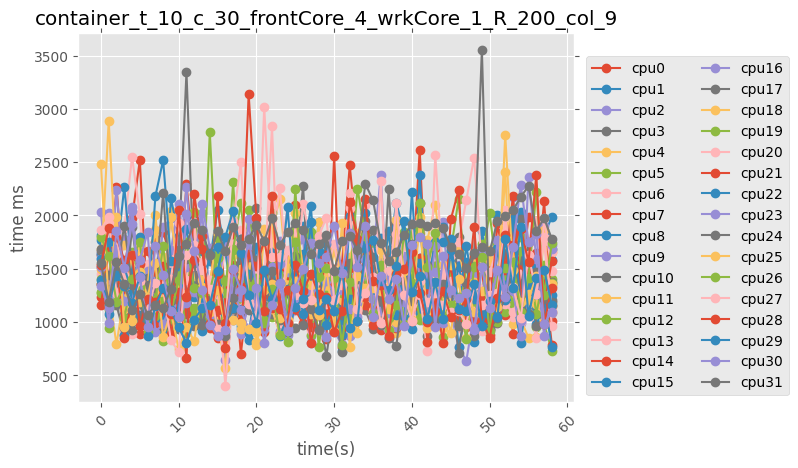 container_t_10_c_30_frontCore_4_wrkCore_1_R_200_col_9
time ms
3500
3000
2500
2000
1500
1000
500
0
10
20
30
40
50
60
time(s)
cpu0
cpu1
cpu2
cpu3
cpu4
cpu5
cpu6
cpu7
cpu8
cpu9
cpu10
cpu11
cpu12
cpu13
cpu14
cpu15
cpu16
cpu17
cpu18
cpu19
cpu20
cpu21
cpu22
cpu23
cpu24
cpu25
cpu26
cpu27
cpu28
cpu29
cpu30
cpu31